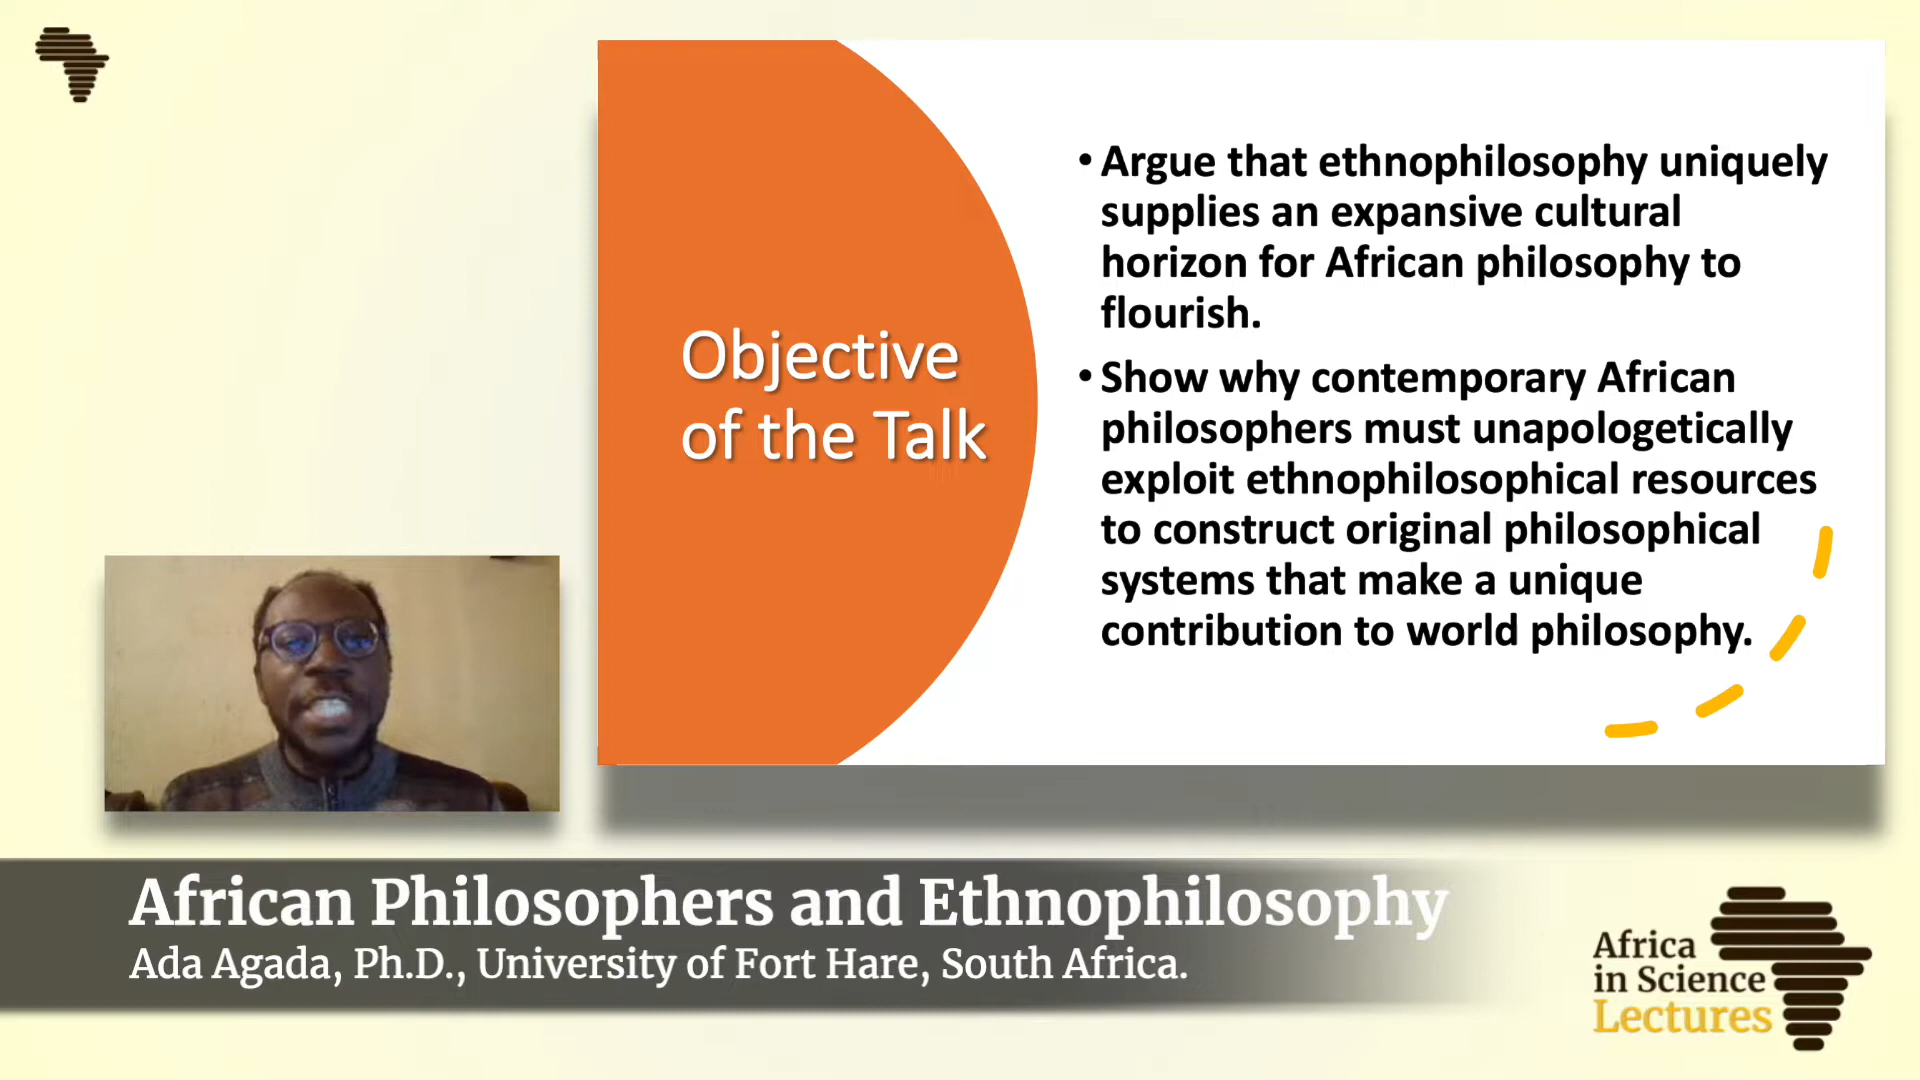 Objective
of the Talk
• Argue that ethnophilosophy uniquely
supplies an expansive cultural
horizon for African philosophy to
flourish.
• Show why contemporary African
philosophers must unapologetically
exploit ethnophilosophical resources
to construct original philosophical
systems that make a unique
contribution to world philosophy.
African Philosophers and Ethnophilosophy
Ada Agada, Ph.D., University of Fort Hare, South Africa.
Africa
in Science
Lectures